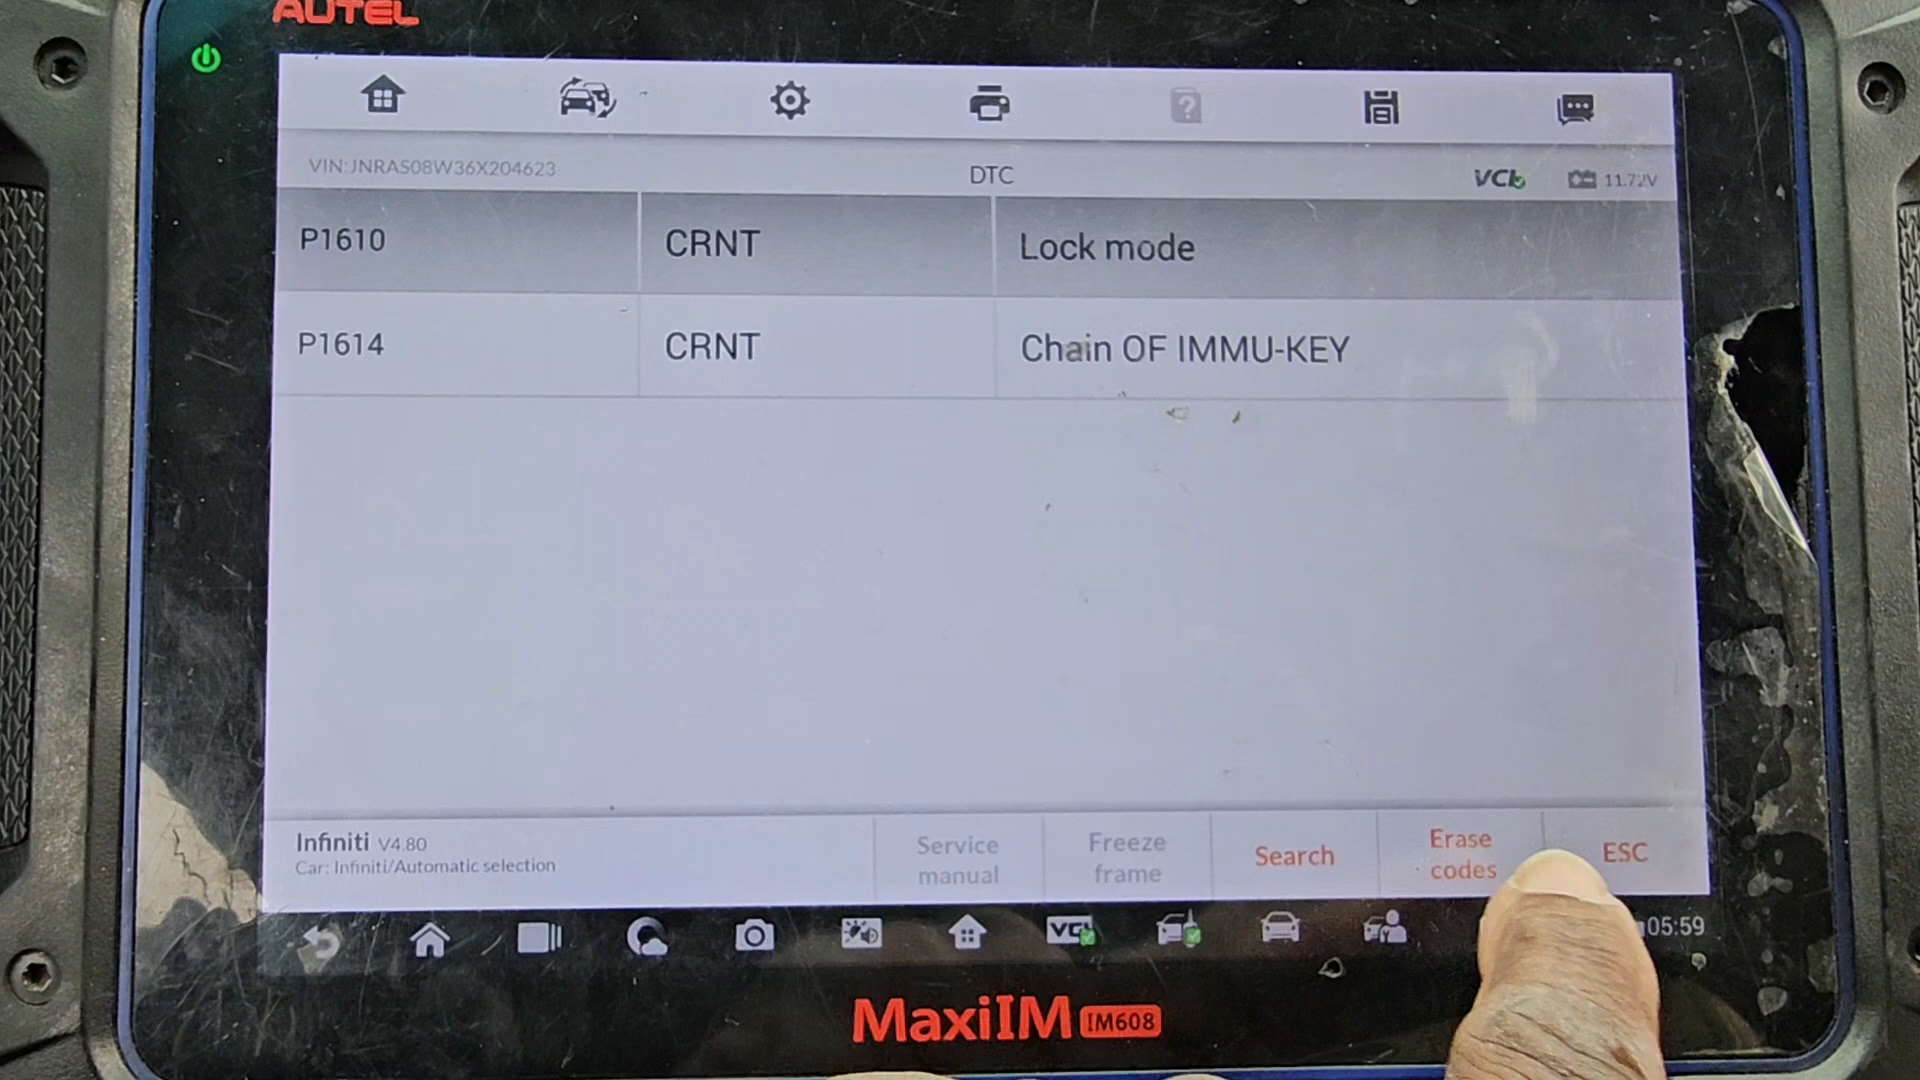 AUTEL
VIN:JNRAS08W36X204623 DTC VCI 11.72V
P1610 CRNT Lock mode
P1614 CRNT Chain OF IMMU-KEY
Infiniti V4.80
Car: Infiniti/Automatic selection
Service manual
Freeze frame
Search
Erase codes
ESC
VCI
05:59
MaxiIM IM608